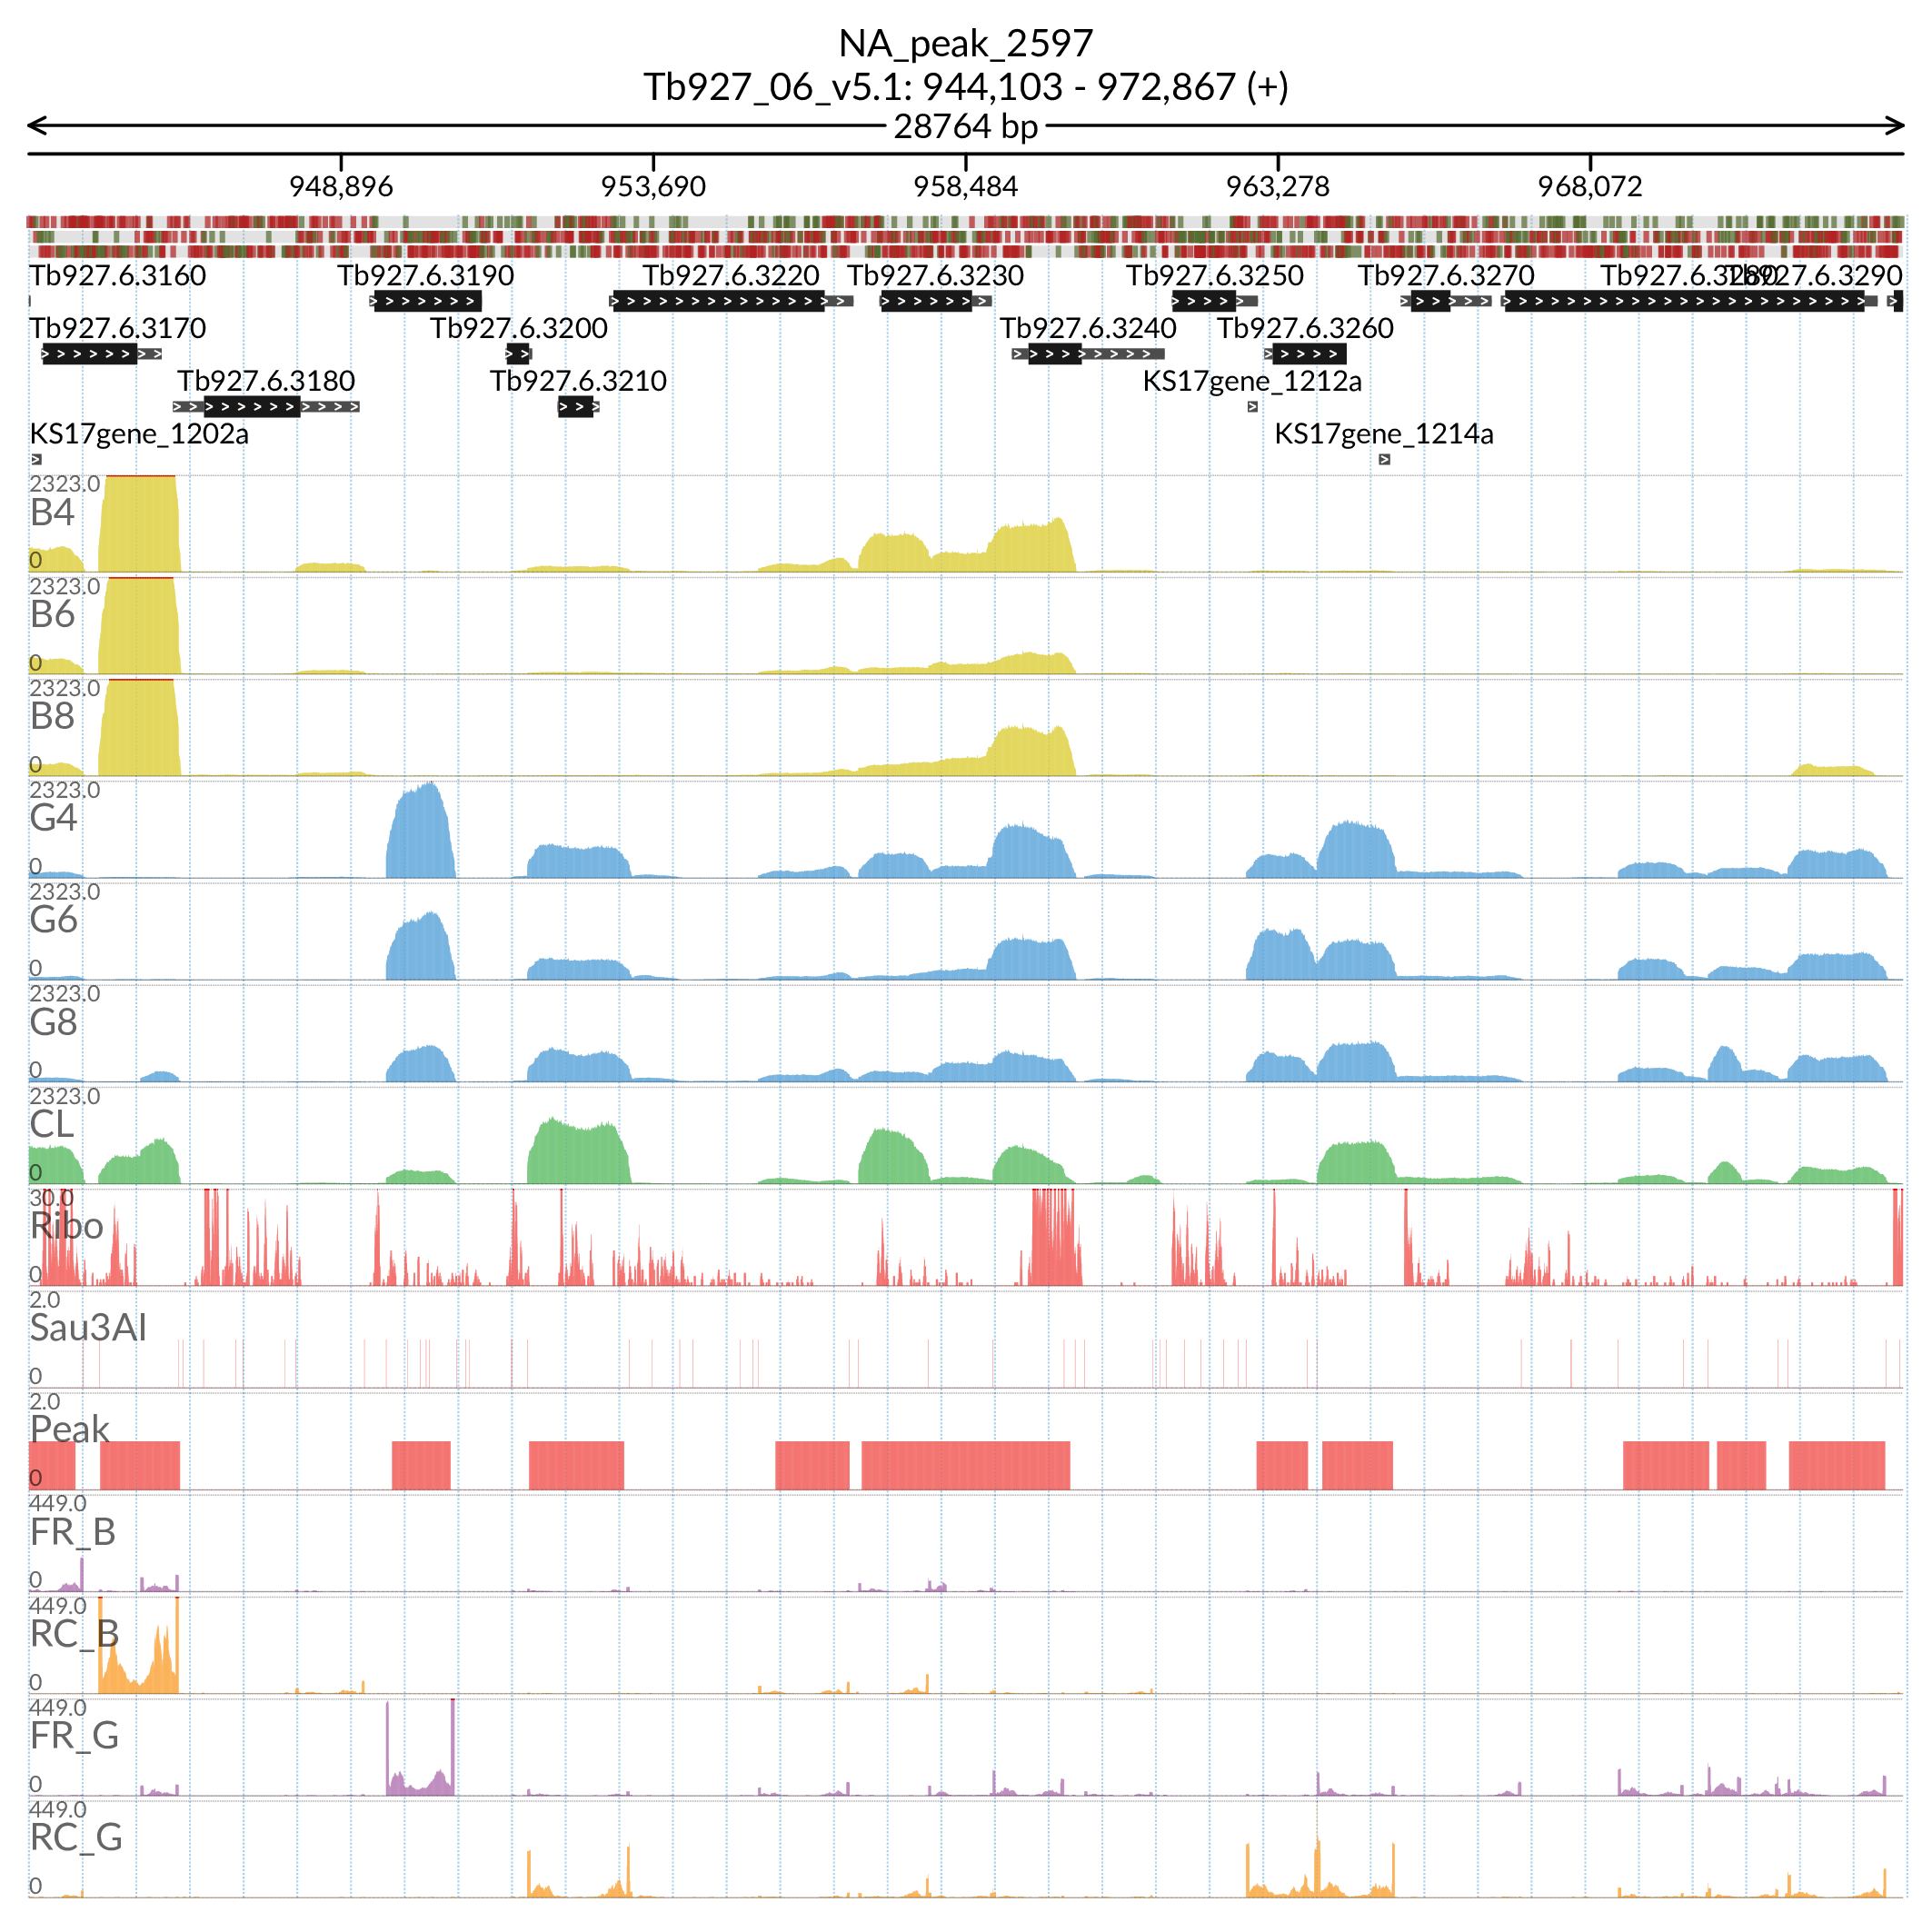 NA_peak_2597
Tb927_06_v5.1: 944,103 - 972,867 (+)
28764 bp
948,896 953,690 958,484 963,278 968,072
Tb927.6.3160 Tb927.6.3190 Tb927.6.3220 Tb927.6.3230 Tb927.6.3250 Tb927.6.3270 Tb927.6.3280 Tb927.6.3290
Tb927.6.3170 Tb927.6.3200 Tb927.6.3240 Tb927.6.3260
Tb927.6.3180 Tb927.6.3210 KS17gene_1212a
KS17gene_1202a KS17gene_1214a
2323.0
B4
0
2323.0
B6
0
2323.0
B8
0
2323.0
G4
0
2323.0
G6
0
2323.0
G8
0
2323.0
CL
0
30.0
Ribo
0
2.0
Sau3AI
0
2.0
Peak
0
449.0
FR_B
0
449.0
RC_B
0
449.0
FR_G
0
449.0
RC_G
0